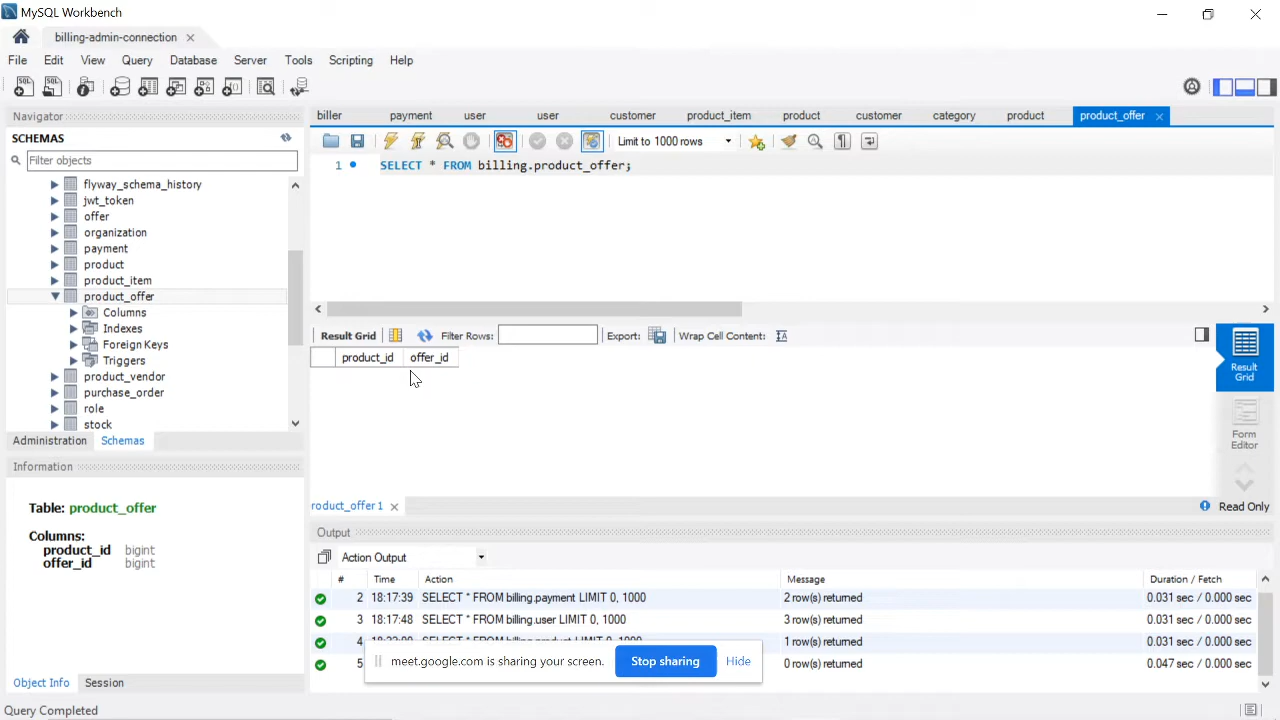 MySQL Workbench
billing-admin-connection
File Edit View Query Database Server Tools Scripting Help
Navigator
SCHEMAS
Filter objects
flyway_schema_history
jwt_token
offer
organization
payment
product
product_item
product_offer
Columns
Indexes
Foreign Keys
Triggers
product_vendor
purchase_order
role
stock
Administration Schemas
Information
Table: product_offer
Columns:
product_id bigint
offer_id bigint
Object Info Session
biller payment user user customer product_item product customer category product product_offer
Limit to 1000 rows
1 SELECT * FROM billing.product_offer;
Result Grid Filter Rows: Export: Wrap Cell Content:
product_id offer_id
Result Grid
Form Editor
roduct_offer 1
Read Only
Output
Action Output
# Time Action Message Duration / Fetch
2 18:17:39 SELECT * FROM billing.payment LIMIT 0, 1000 2 row(s) returned 0.031 sec / 0.000 sec
3 18:17:48 SELECT * FROM billing.user LIMIT 0, 1000 3 row(s) returned 0.031 sec / 0.000 sec
4 1 row(s) returned 0.031 sec / 0.000 sec
5 0 row(s) returned 0.047 sec / 0.000 sec
meet.google.com is sharing your screen. Stop sharing Hide
Query Completed